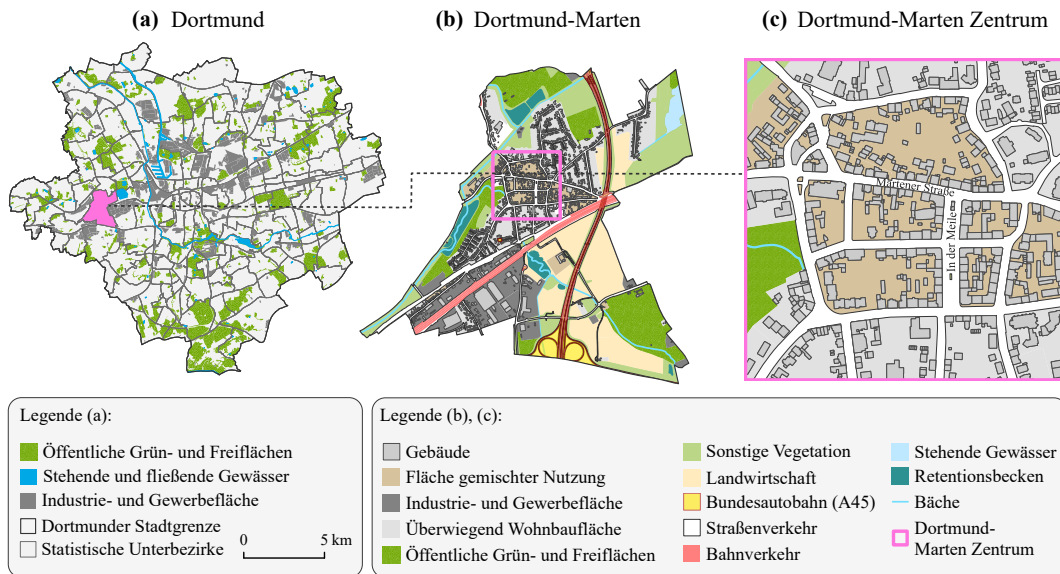 (a) Dortmund
(b) Dortmund-Marten
(c) Dortmund-Marten Zentrum
Martener Straße
In der Meile
Legende (a):
Öffentliche Grün- und Freiflächen
Stehende und fließende Gewässer
Industrie- und Gewerbefläche
Dortmunder Stadtgrenze
Statistische Unterbezirke
0 5 km
Legende (b), (c):
Gebäude
Fläche gemischter Nutzung
Industrie- und Gewerbefläche
Überwiegend Wohnbaufläche
Öffentliche Grün- und Freiflächen
Sonstige Vegetation
Landwirtschaft
Bundesautobahn (A45)
Straßenverkehr
Bahnverkehr
Stehende Gewässer
Retentionsbecken
Bäche
Dortmund-
Marten Zentrum